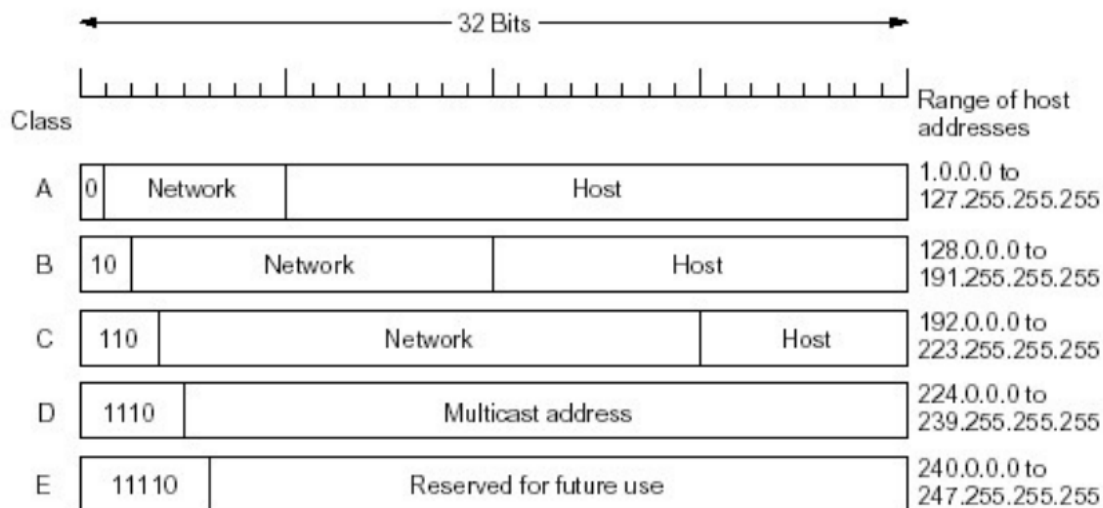 32 Bits
Class
Range of host
addresses
A 0 Network Host 1.0.0.0 to
127.255.255.255
B 10 Network Host 128.0.0.0 to
191.255.255.255
C 110 Network Host 192.0.0.0 to
223.255.255.255
D 1110 Multicast address 224.0.0.0 to
239.255.255.255
E 11110 Reserved for future use 240.0.0.0 to
247.255.255.255